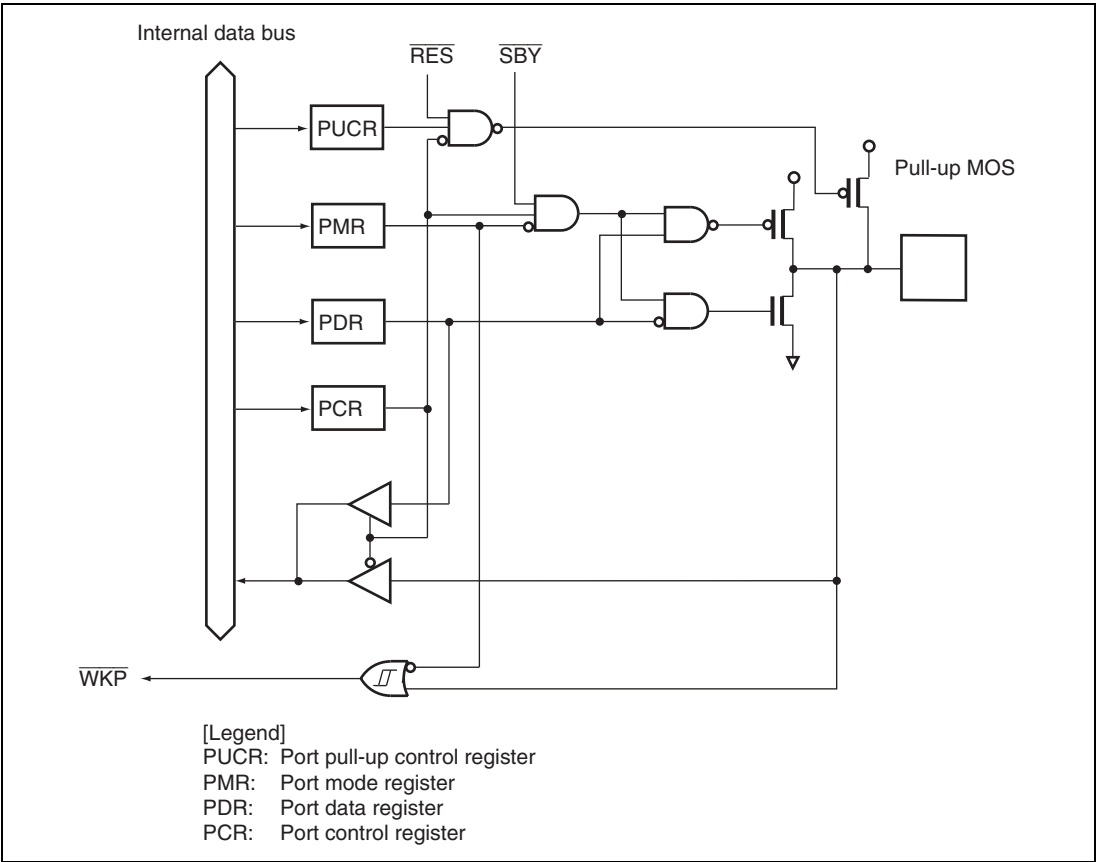 Internal data bus
RES SBY
PUCR
Pull-up MOS
PMR
PDR
PCR
WKP
[Legend]
PUCR: Port pull-up control register
PMR: Port mode register
PDR: Port data register
PCR: Port control register